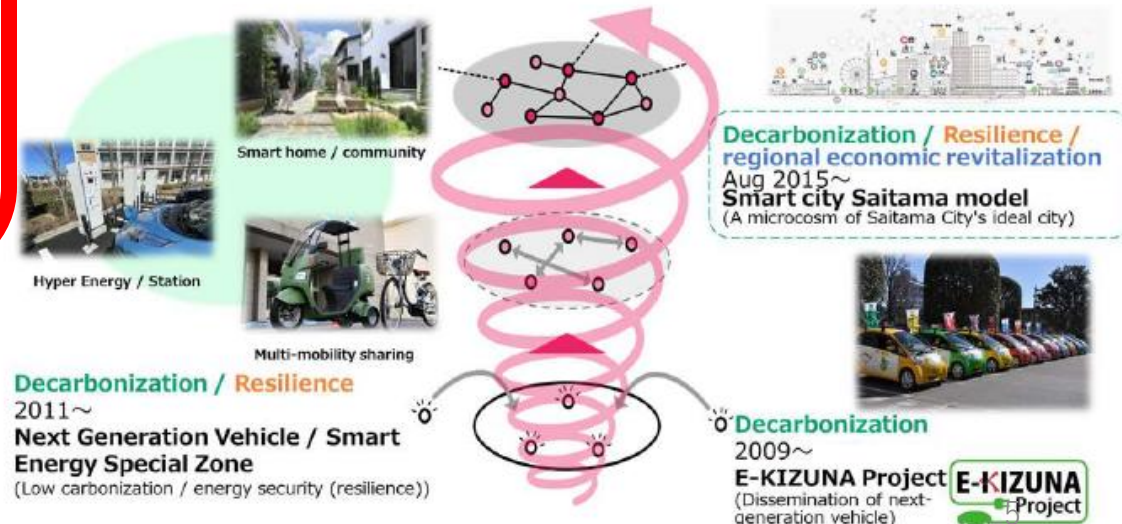 Smart home / community
Hyper Energy / Station
Multi-mobility sharing
Decarbonization / Resilience
2011～
Next Generation Vehicle / Smart
Energy Special Zone
(Low carbonization / energy security (resilience))
Decarbonization / Resilience /
regional economic revitalization
Aug 2015～
Smart city Saitama model
(A microcosm of Saitama City's ideal city)
Decarbonization
2009～
E-KIZUNA Project
(Dissemination of next-
generation vehicle)
E-KIZUNA
Project